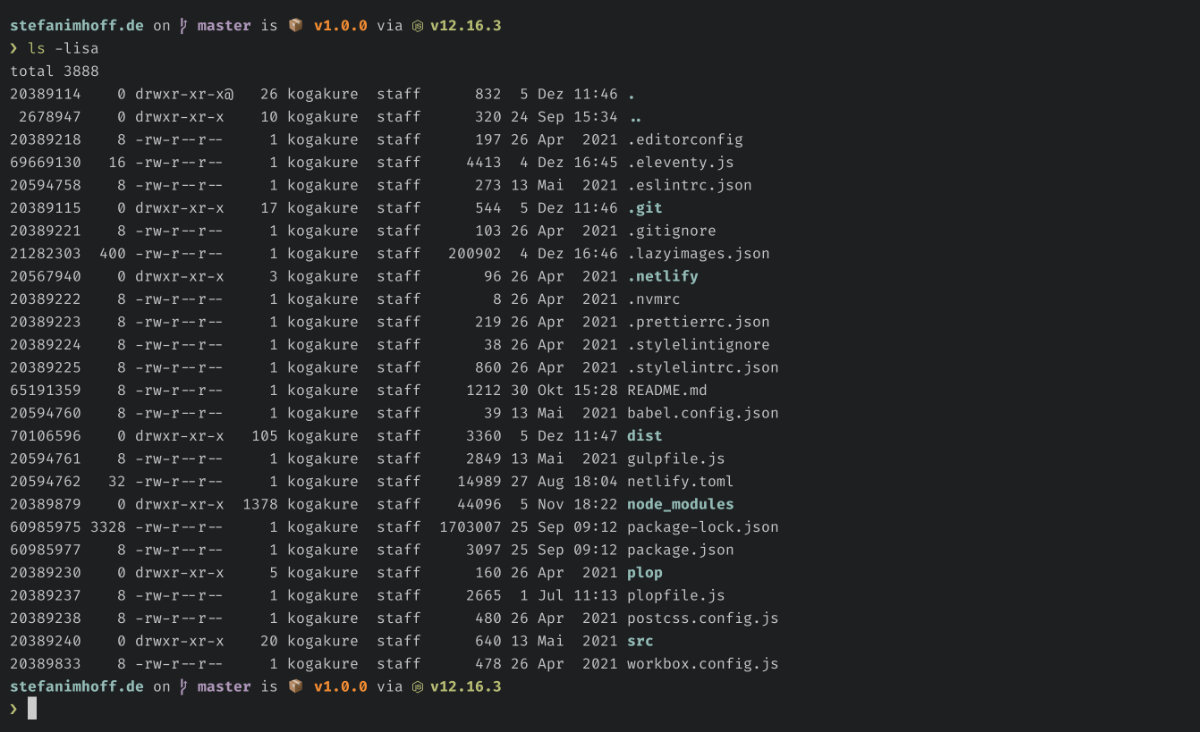 stefanimhoff.de on master is 📦 v1.0.0 via v12.16.3
❯ ls -lisa
total 3888
20389114    0 drwxr-xr-x@   26 kogakure  staff      832  5 Dez 11:46 .
 2678947    0 drwxr-xr-x    10 kogakure  staff      320 24 Sep 15:34 ..
20389218    8 -rw-r--r--     1 kogakure  staff      197 26 Apr  2021 .editorconfig
69669130   16 -rw-r--r--     1 kogakure  staff     4413  4 Dez 16:45 .eleventy.js
20594758    8 -rw-r--r--     1 kogakure  staff      273 13 Mai  2021 .eslintrc.json
20389115    0 drwxr-xr-x    17 kogakure  staff      544  5 Dez 11:46 .git
20389221    8 -rw-r--r--     1 kogakure  staff      103 26 Apr  2021 .gitignore
21282303  400 -rw-r--r--     1 kogakure  staff   200902  4 Dez 16:46 .lazyimages.json
20567940    0 drwxr-xr-x     3 kogakure  staff       96 26 Apr  2021 .netlify
20389222    8 -rw-r--r--     1 kogakure  staff        8 26 Apr  2021 .nvmrc
20389223    8 -rw-r--r--     1 kogakure  staff      219 26 Apr  2021 .prettierrc.json
20389224    8 -rw-r--r--     1 kogakure  staff       38 26 Apr  2021 .stylelintignore
20389225    8 -rw-r--r--     1 kogakure  staff      860 26 Apr  2021 .stylelintrc.json
65191359    8 -rw-r--r--     1 kogakure  staff     1212 30 Okt 15:28 README.md
20594760    8 -rw-r--r--     1 kogakure  staff       39 13 Mai  2021 babel.config.json
70106596    0 drwxr-xr-x   105 kogakure  staff     3360  5 Dez 11:47 dist
20594761    8 -rw-r--r--     1 kogakure  staff     2849 13 Mai  2021 gulpfile.js
20594762   32 -rw-r--r--     1 kogakure  staff    14989 27 Aug 18:04 netlify.toml
20389879    0 drwxr-xr-x  1378 kogakure  staff    44096  5 Nov 18:22 node_modules
60985975 3328 -rw-r--r--     1 kogakure  staff  1703007 25 Sep 09:12 package-lock.json
60985977    8 -rw-r--r--     1 kogakure  staff     3097 25 Sep 09:12 package.json
20389230    0 drwxr-xr-x     5 kogakure  staff      160 26 Apr  2021 plop
20389237    8 -rw-r--r--     1 kogakure  staff     2665  1 Jul 11:13 plopfile.js
20389238    8 -rw-r--r--     1 kogakure  staff      480 26 Apr  2021 postcss.config.js
20389240    0 drwxr-xr-x    20 kogakure  staff      640 13 Mai  2021 src
20389833    8 -rw-r--r--     1 kogakure  staff      478 26 Apr  2021 workbox.config.js
stefanimhoff.de on master is 📦 v1.0.0 via v12.16.3
❯